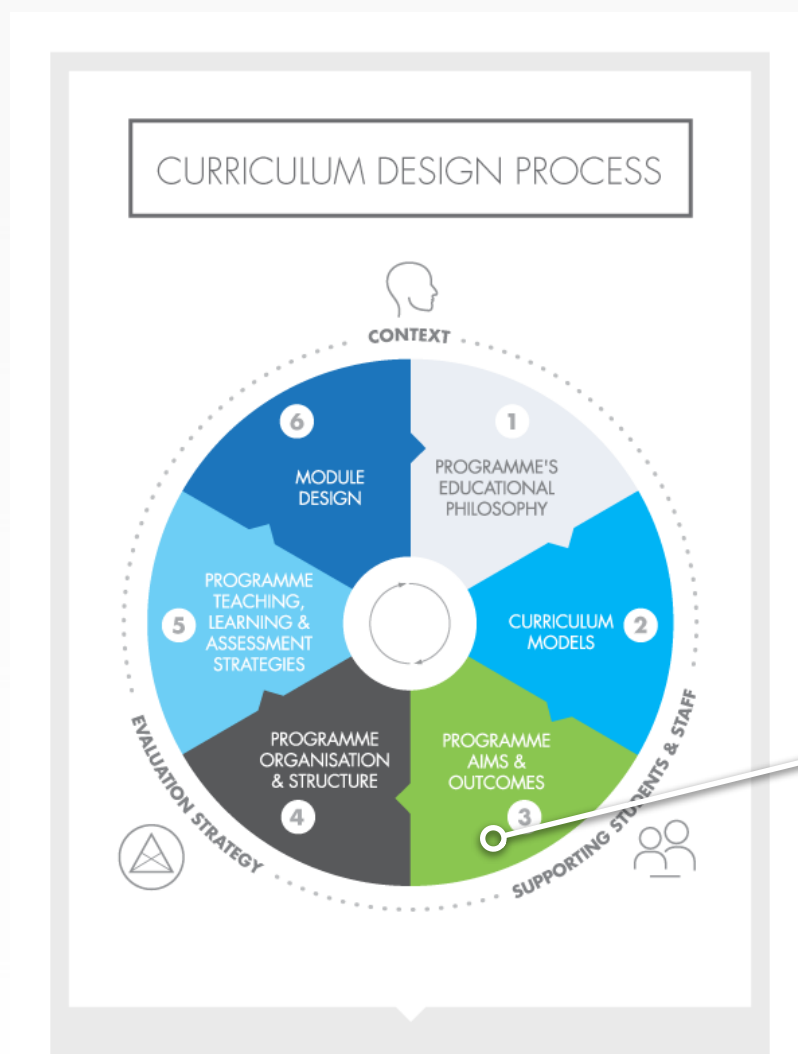 CURRICULUM DESIGN PROCESS
CONTEXT
1
PROGRAMME'S
EDUCATIONAL
PHILOSOPHY
2
CURRICULUM
MODELS
3
PROGRAMME
AIMS &
OUTCOMES
4
PROGRAMME
ORGANISATION
& STRUCTURE
5
PROGRAMME
TEACHING,
LEARNING &
ASSESSMENT
STRATEGIES
6
MODULE
DESIGN
SUPPORTING STUDENTS & STAFF
EVALUATION STRATEGY